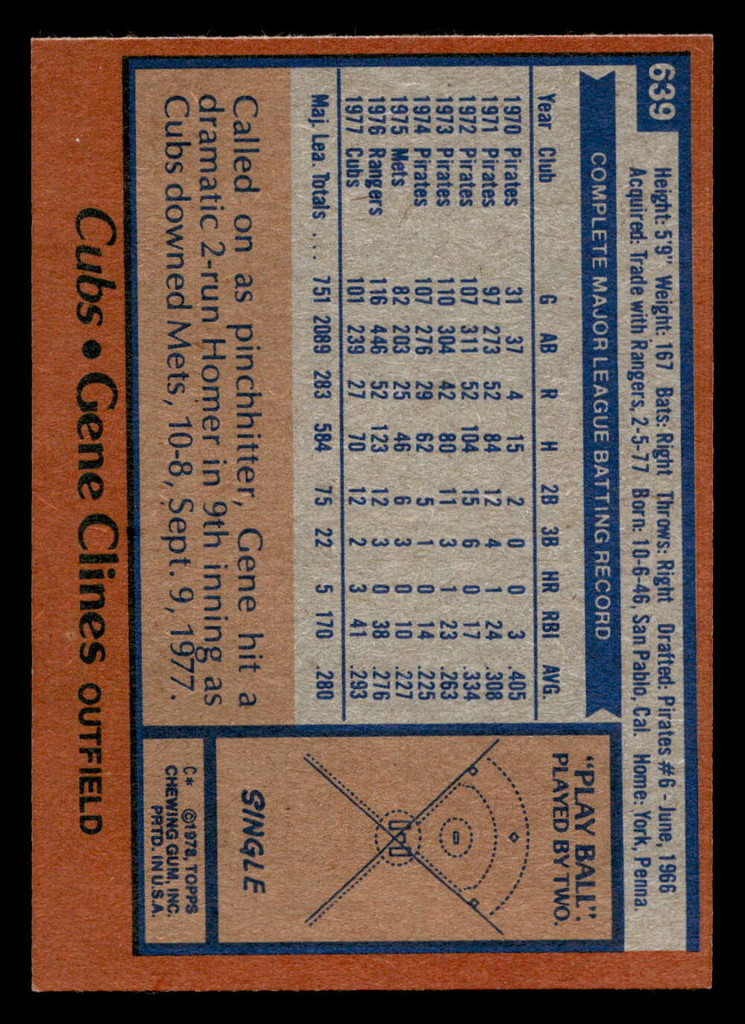 639
Height: 5'9" Weight: 167 Bats: Right Throws: Right Drafted: Pirates #6 - June, 1966
Acquired: Trade with Rangers, 2-5-77 Born: 10-6-46, San Pablo, Cal. Home: York, Penna.
COMPLETE MAJOR LEAGUE BATTING RECORD
Year Club G AB R H 2B 3B HR RBI AVG.
1970 Pirates 31 37 4 15 2 0 0 3 .405
1971 Pirates 97 273 52 84 12 4 1 24 .308
1972 Pirates 107 311 52 104 15 6 0 17 .334
1973 Pirates 110 304 42 80 11 3 1 23 .263
1974 Pirates 107 276 29 62 5 1 0 14 .225
1975 Mets 82 203 25 46 6 3 0 10 .227
1976 Rangers 116 446 52 123 12 3 0 38 .276
1977 Cubs 101 239 27 70 12 2 3 41 .293
Maj. Lea. Totals .... 751 2089 283 584 75 22 5 170 .280
Called on as pinchhitter, Gene hit a
dramatic 2-run Homer in 9th inning as
Cubs downed Mets, 10-8, Sept. 9, 1977.
"PLAY BALL".
PLAYED BY TWO.
SINGLE
C* ©1978, TOPPS
CHEWING GUM, INC.
PRTD. IN U.S.A.
Cubs • Gene Clines OUTFIELD